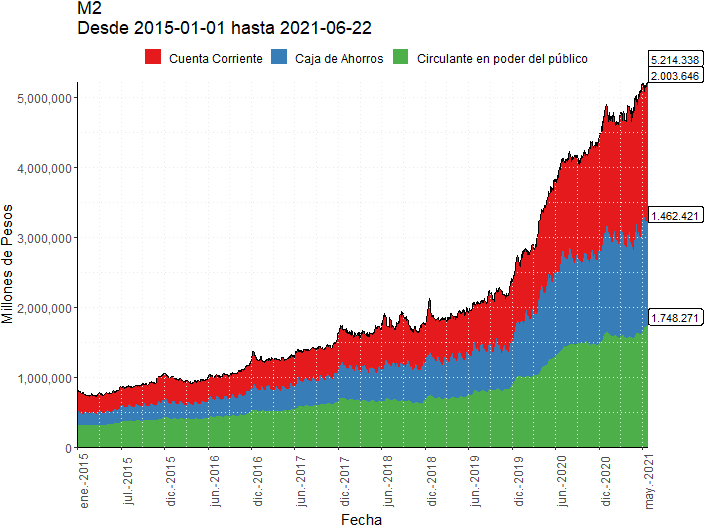 M2
Desde 2015-01-01 hasta 2021-06-22
Cuenta Corriente
Caja de Ahorros
Circulante en poder del público
5.214.338
2.003.646
1.462.421
1.748.271
Millones de Pesos
5,000,000
4,000,000
3,000,000
2,000,000
1,000,000
0
ene.-2015
jul.-2015
dic.-2015
jun.-2016
dic.-2016
jun.-2017
dic.-2017
jun.-2018
dic.-2018
jun.-2019
dic.-2019
jun.-2020
dic.-2020
may.-2021
Fecha